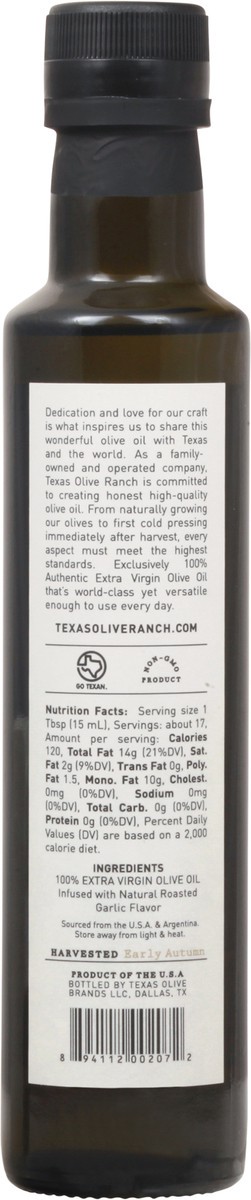 Dedication and love for our craft
is what inspires us to share this
wonderful olive oil with Texas
and the world. As a family-
owned and operated company,
Texas Olive Ranch is committed
to creating honest high-quality
olive oil. From naturally growing
our olives to first cold pressing
immediately after harvest, every
aspect must meet the highest
standards. Exclusively 100%
Authentic Extra Virgin Olive Oil
that's world-class yet versatile
enough to use every day.
TEXASOLIVERANCH.COM
GO TEXAN.
NON-GMO
PRODUCT
Nutrition Facts: Serving size 1
Tbsp (15 mL), Servings: about 17,
Amount per serving: Calories
120, Total Fat 14g (21%DV), Sat.
Fat 2g (9%DV), Trans Fat 0g, Poly.
Fat 1.5, Mono. Fat 10g, Cholest.
0mg (0%DV), Sodium 0mg
(0%DV), Total Carb. 0g (0%DV),
Protein 0g (0%DV), Percent Daily
Values (DV) are based on a 2,000
calorie diet.
INGREDIENTS
100% EXTRA VIRGIN OLIVE OIL
Infused with Natural Roasted
Garlic Flavor
Sourced from the U.S.A. & Argentina.
Store away from light & heat.
HARVESTED Early Autumn
PRODUCT OF THE U.S.A
BOTTLED BY TEXAS OLIVE
BRANDS LLC, DALLAS, TX
8 94112 00207 2